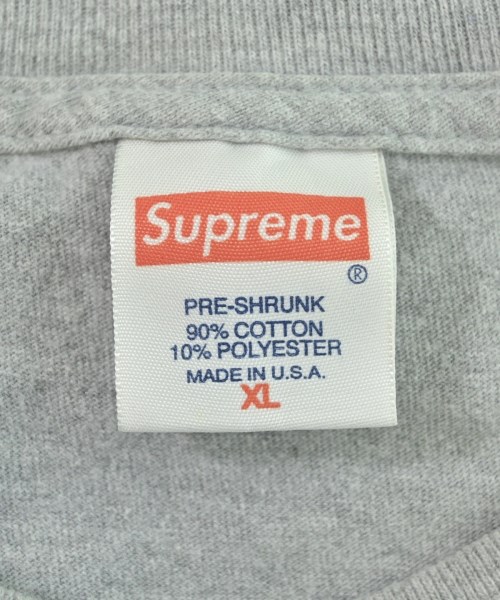 Supreme
®
PRE-SHRUNK
90% COTTON
10% POLYESTER
MADE IN U.S.A.
XL